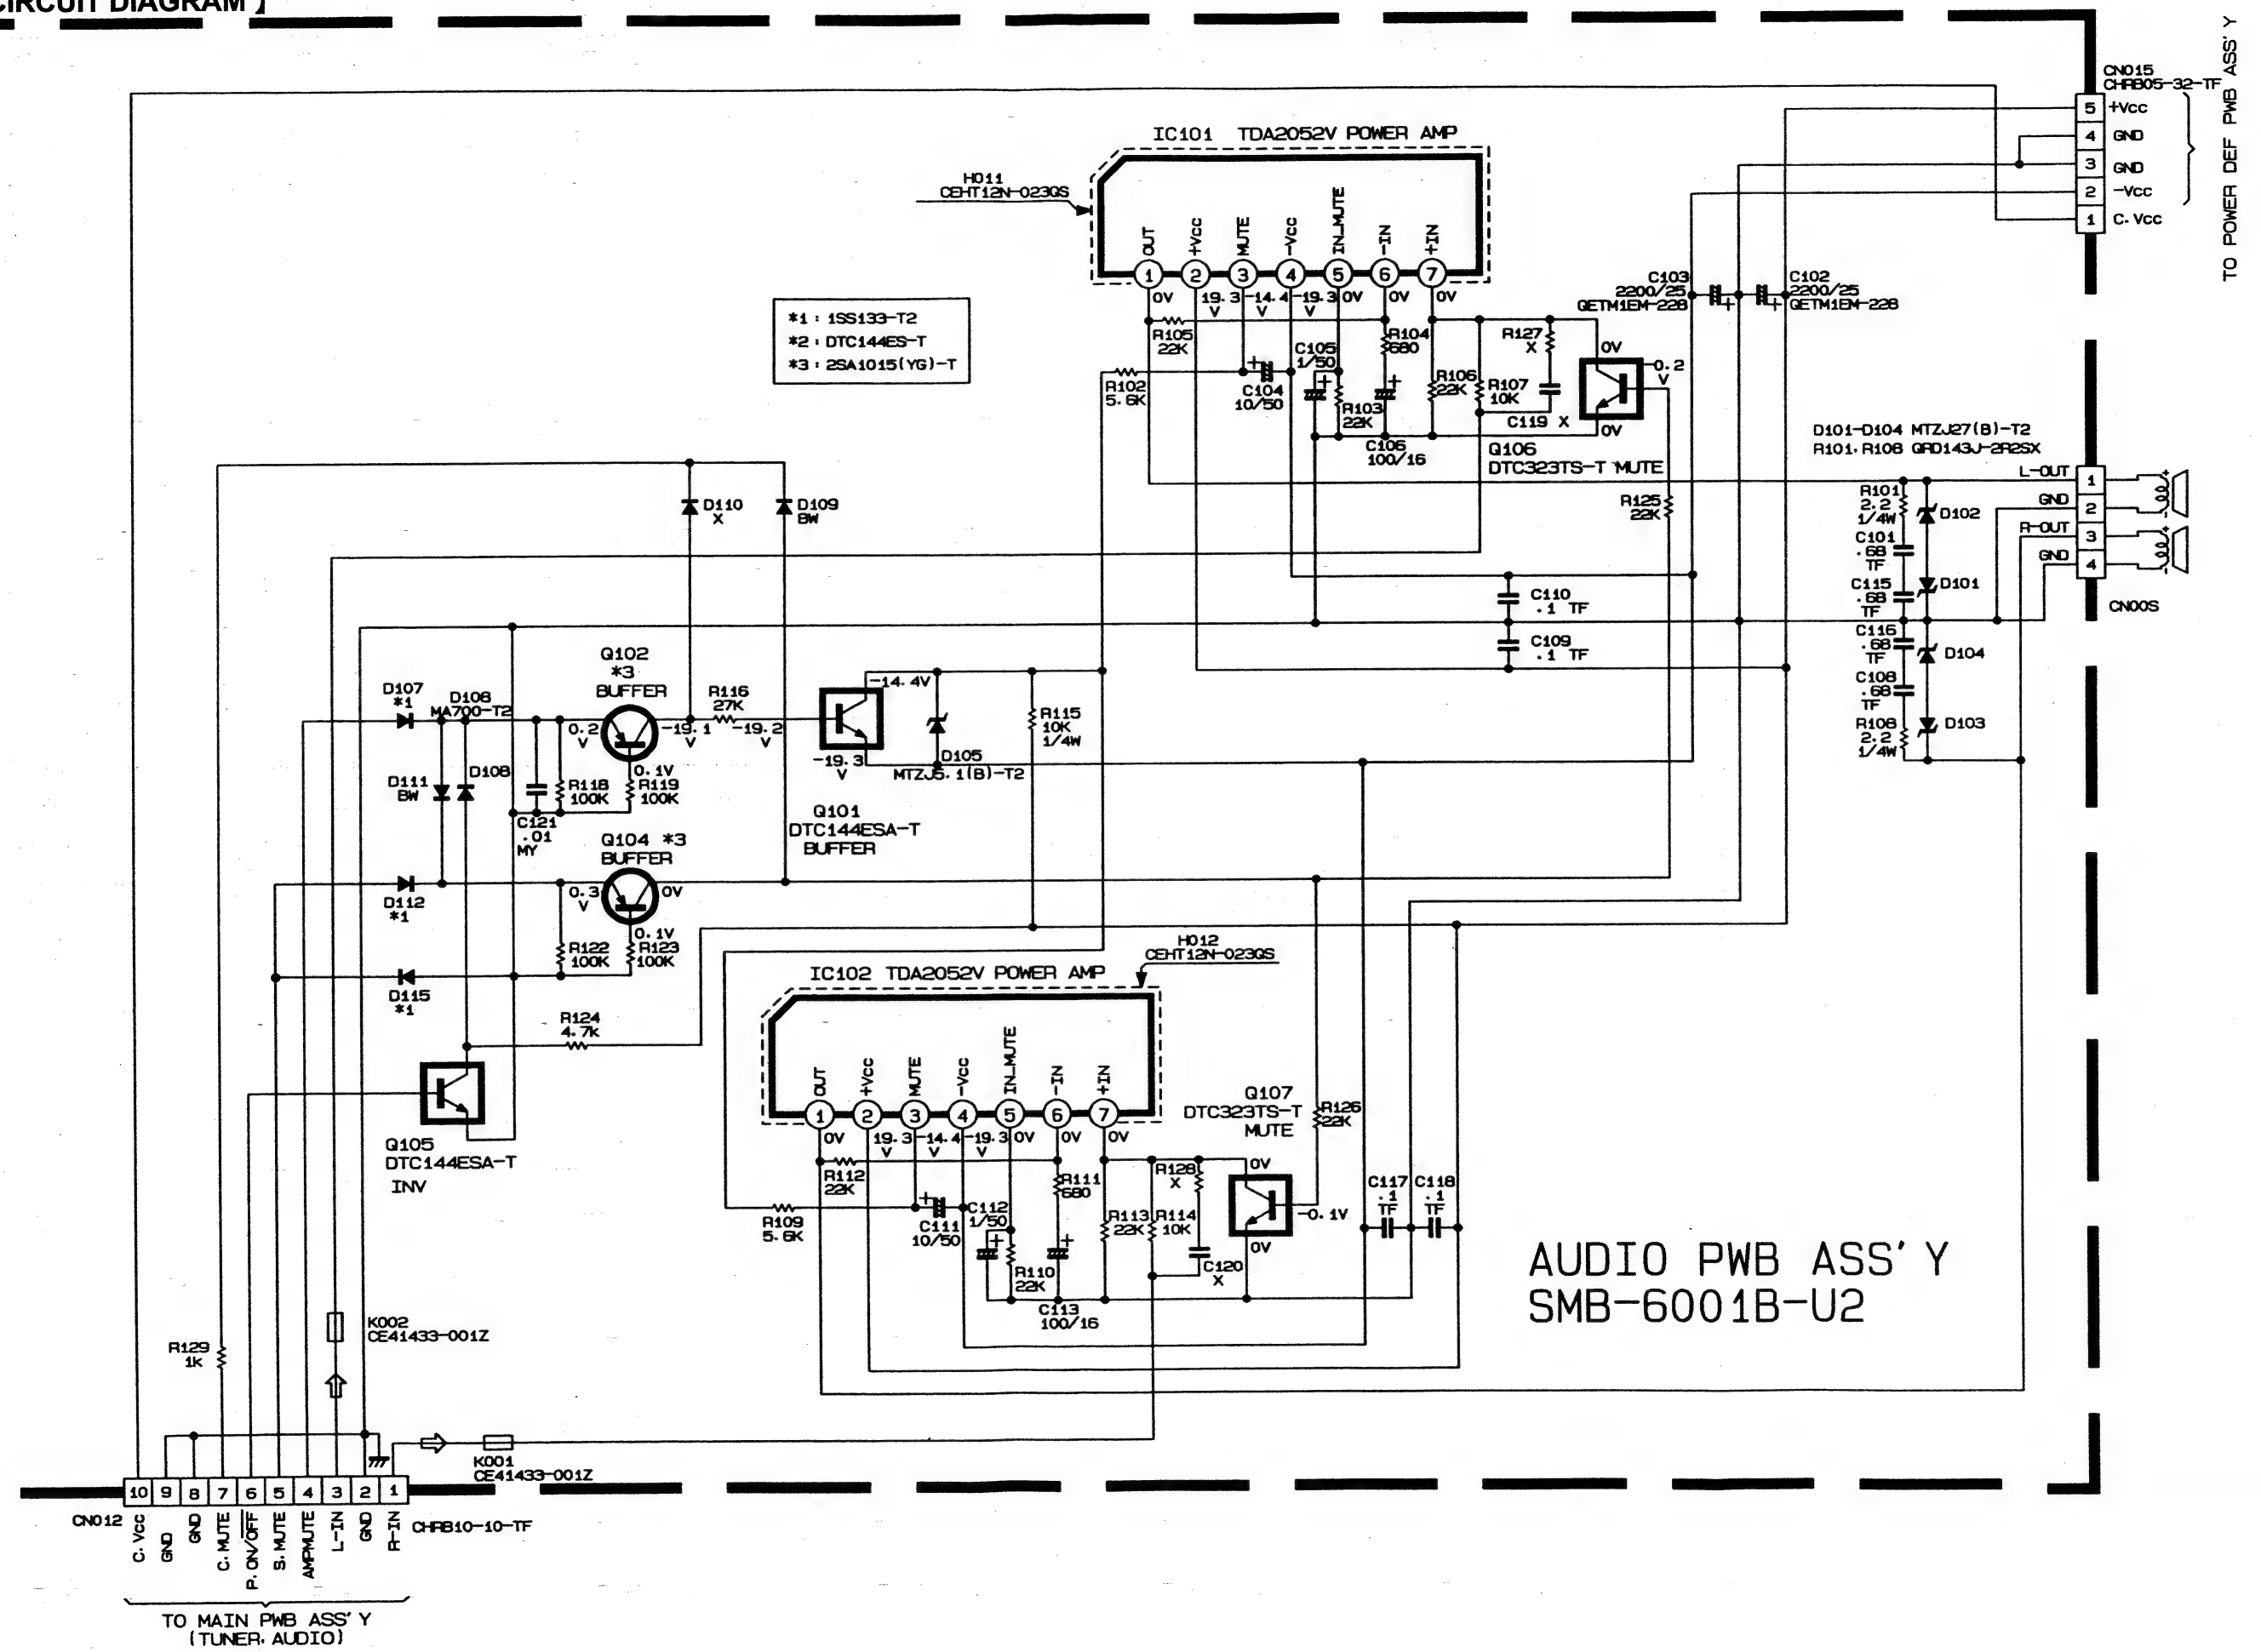 CIRCUIT DIAGRAM】
TO POWER DEF PWB ASS'Y
CN015
CHRB05-32-TF
5 +Vcc
4 GND
3 GND
2 -Vcc
1 C.Vcc
IC101 TDA2052V POWER AMP
H011
CEHT12N-023QS
OUT
+Vcc
MUTE
-Vcc
IN_MUTE
-IN
+IN
1 2 3 4 5 6 7
0V
19.3
V
-14.4
V
-19.3
V
0V
0V
0V
*1 : 1SS133-T2
*2 : DTC144ES-T
*3 : 2SA1015(YG)-T
C103
2200/25
QETM1EM-228
C102
2200/25
QETM1EM-228
R105
22K
R102
5.6K
C104
10/50
C105
1/50
R103
22K
R104
680
C106
100/16
R106
22K
R107
10K
R127
X
C119 X
0V
-0.2
V
0V
Q106
DTC323TS-T MUTE
R125
22K
D101-D104 MTZJ27(B)-T2
R101, R108 QRD143J-2R2SX
L-OUT 1
GND 2
R-OUT 3
GND 4
CN00S
R101
2.2
1/4W
D102
C101
.68
TF
C115
.68
TF
D101
C116
.68
TF
D104
C108
.68
TF
R108
2.2
1/4W
D103
D110
X
D109
BW
C110
.1 TF
C109
.1 TF
Q102
*3
BUFFER
D107
*1
D108
MA700-T2
0.2
V
-19.1
V
R116
27K
-19.2
V
-14.4V
-19.3
V
D105
MTZJ5.1(B)-T2
R115
10K
1/4W
D111
BW
D108
C121
.01
MY
R118
100K
0.1V
R119
100K
Q101
DTC144ESA-T
BUFFER
Q104 *3
BUFFER
0.3
V
0V
D112
*1
0.1V
R122
100K
R123
100K
D115
*1
R124
4.7K
Q105
DTC144ESA-T
INV
H012
CEHT12N-023QS
IC102 TDA2052V POWER AMP
OUT
+Vcc
MUTE
-Vcc
IN_MUTE
-IN
+IN
1 2 3 4 5 6 7
0V
19.3
V
-14.4
V
-19.3
V
0V
0V
0V
Q107
DTC323TS-T
MUTE
R126
22K
R112
22K
R109
5.6K
C111
10/50
C112
1/50
R110
22K
R111
680
C113
100/16
R113
22K
R114
10K
R128
X
C120
X
0V
-0.1V
0V
C117
.1
TF
C118
.1
TF
AUDIO PWB ASS'Y
SMB-6001B-U2
R129
1K
K002
CE41433-001Z
K001
CE41433-001Z
CN012
10 9 8 7 6 5 4 3 2 1
CHRB10-10-TF
C.Vcc
GND
GND
C.MUTE
P.ON/OFF
S.MUTE
AMPMUTE
L-IN
GND
R-IN
TO MAIN PWB ASS'Y
(TUNER, AUDIO)